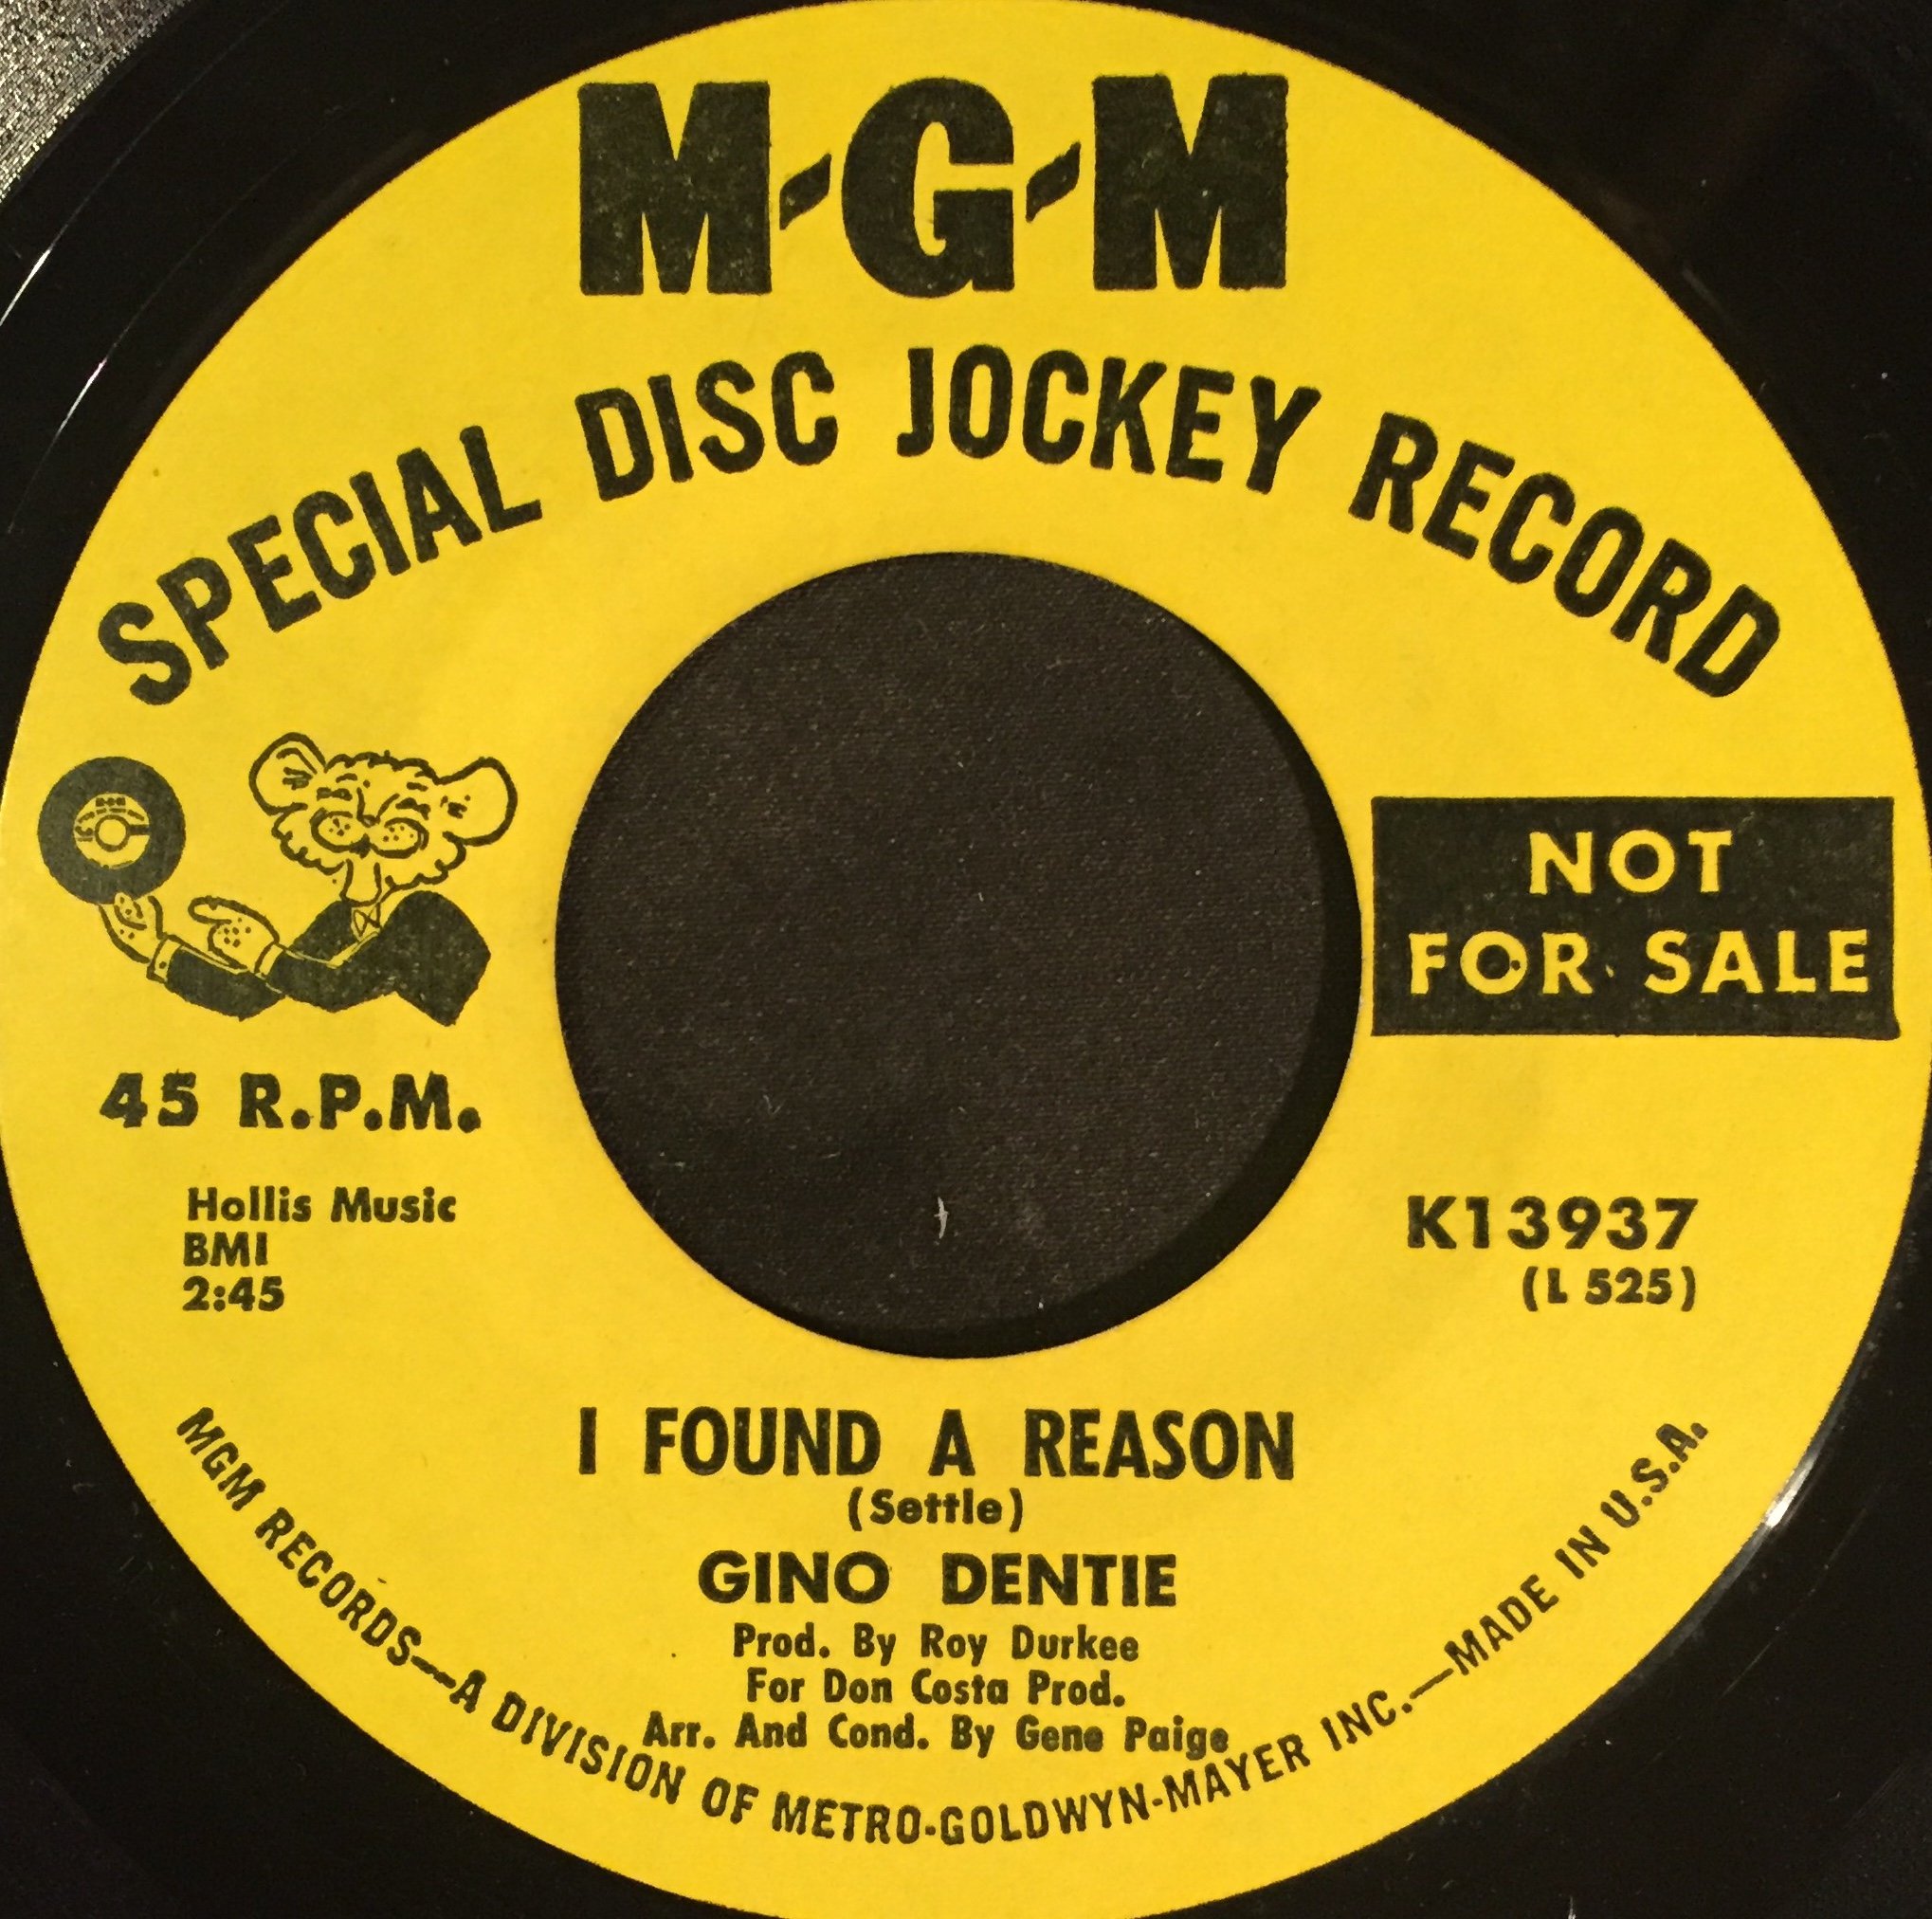 M-G-M
SPECIAL DISC JOCKEY RECORD
NOT
FOR SALE
45 R.P.M.
Hollis Music
BMI
2:45
K13937
(L 525)
I FOUND A REASON
(Settle)
GINO DENTIE
Prod. By Roy Durkee
For Don Costa Prod.
Arr. And Cond. By Gene Paige
MGM RECORDS—A DIVISION OF METRO-GOLDWYN-MAYER INC.—MADE IN U.S.A.